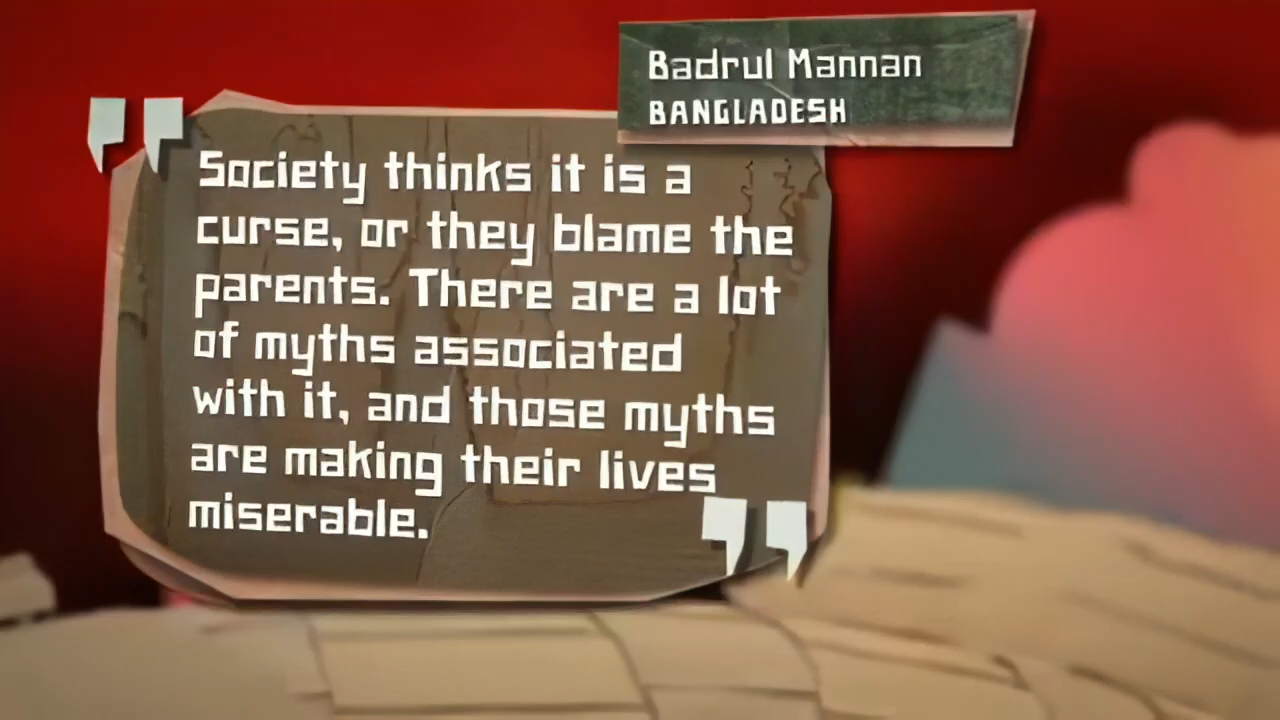 Badrul Mannan
BANGLADESH
"Society thinks it is a
curse, or they blame the
parents. There are a lot
of myths associated
with it, and those myths
are making their lives
miserable."